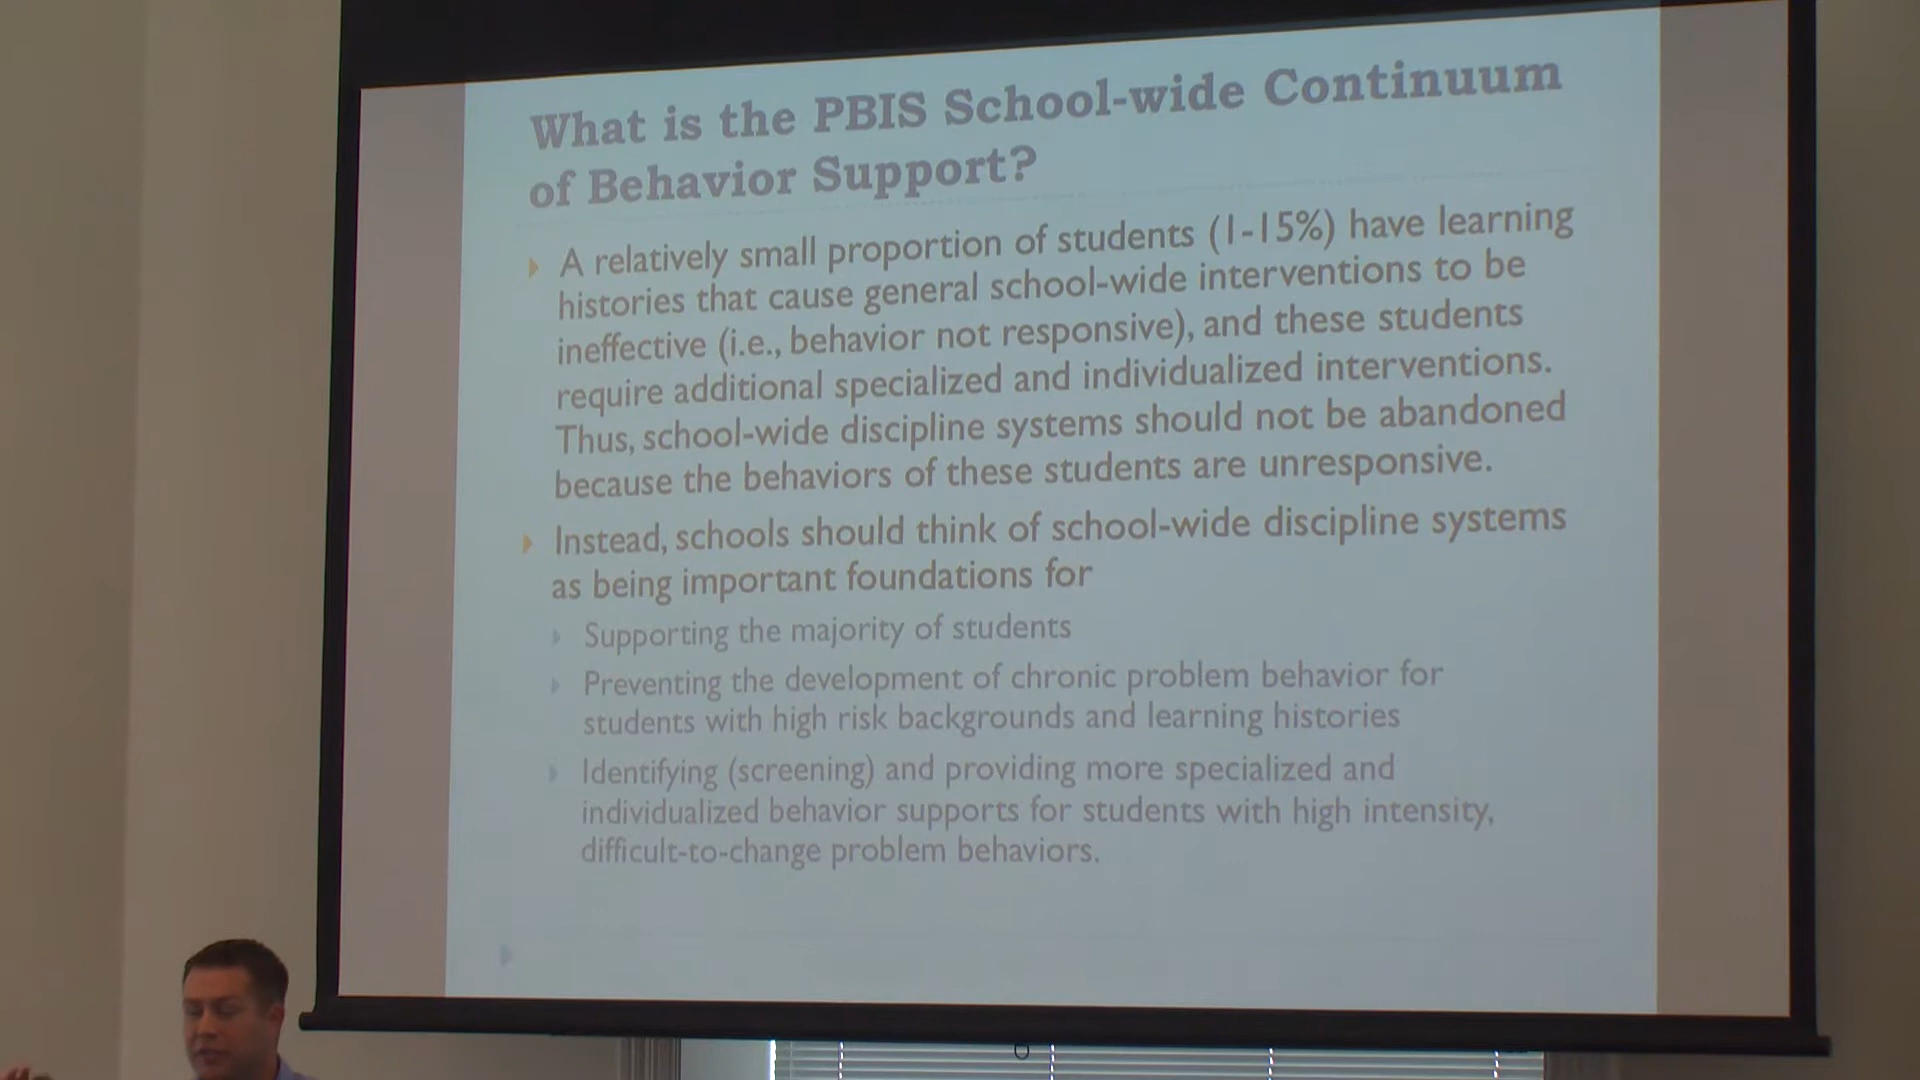 What is the PBIS School-wide Continuum
of Behavior Support?
A relatively small proportion of students (1-15%) have learning
histories that cause general school-wide interventions to be
ineffective (i.e., behavior not responsive), and these students
require additional specialized and individualized interventions.
Thus, school-wide discipline systems should not be abandoned
because the behaviors of these students are unresponsive.
Instead, schools should think of school-wide discipline systems
as being important foundations for
Supporting the majority of students
Preventing the development of chronic problem behavior for
students with high risk backgrounds and learning histories
Identifying (screening) and providing more specialized and
individualized behavior supports for students with high intensity,
difficult-to-change problem behaviors.